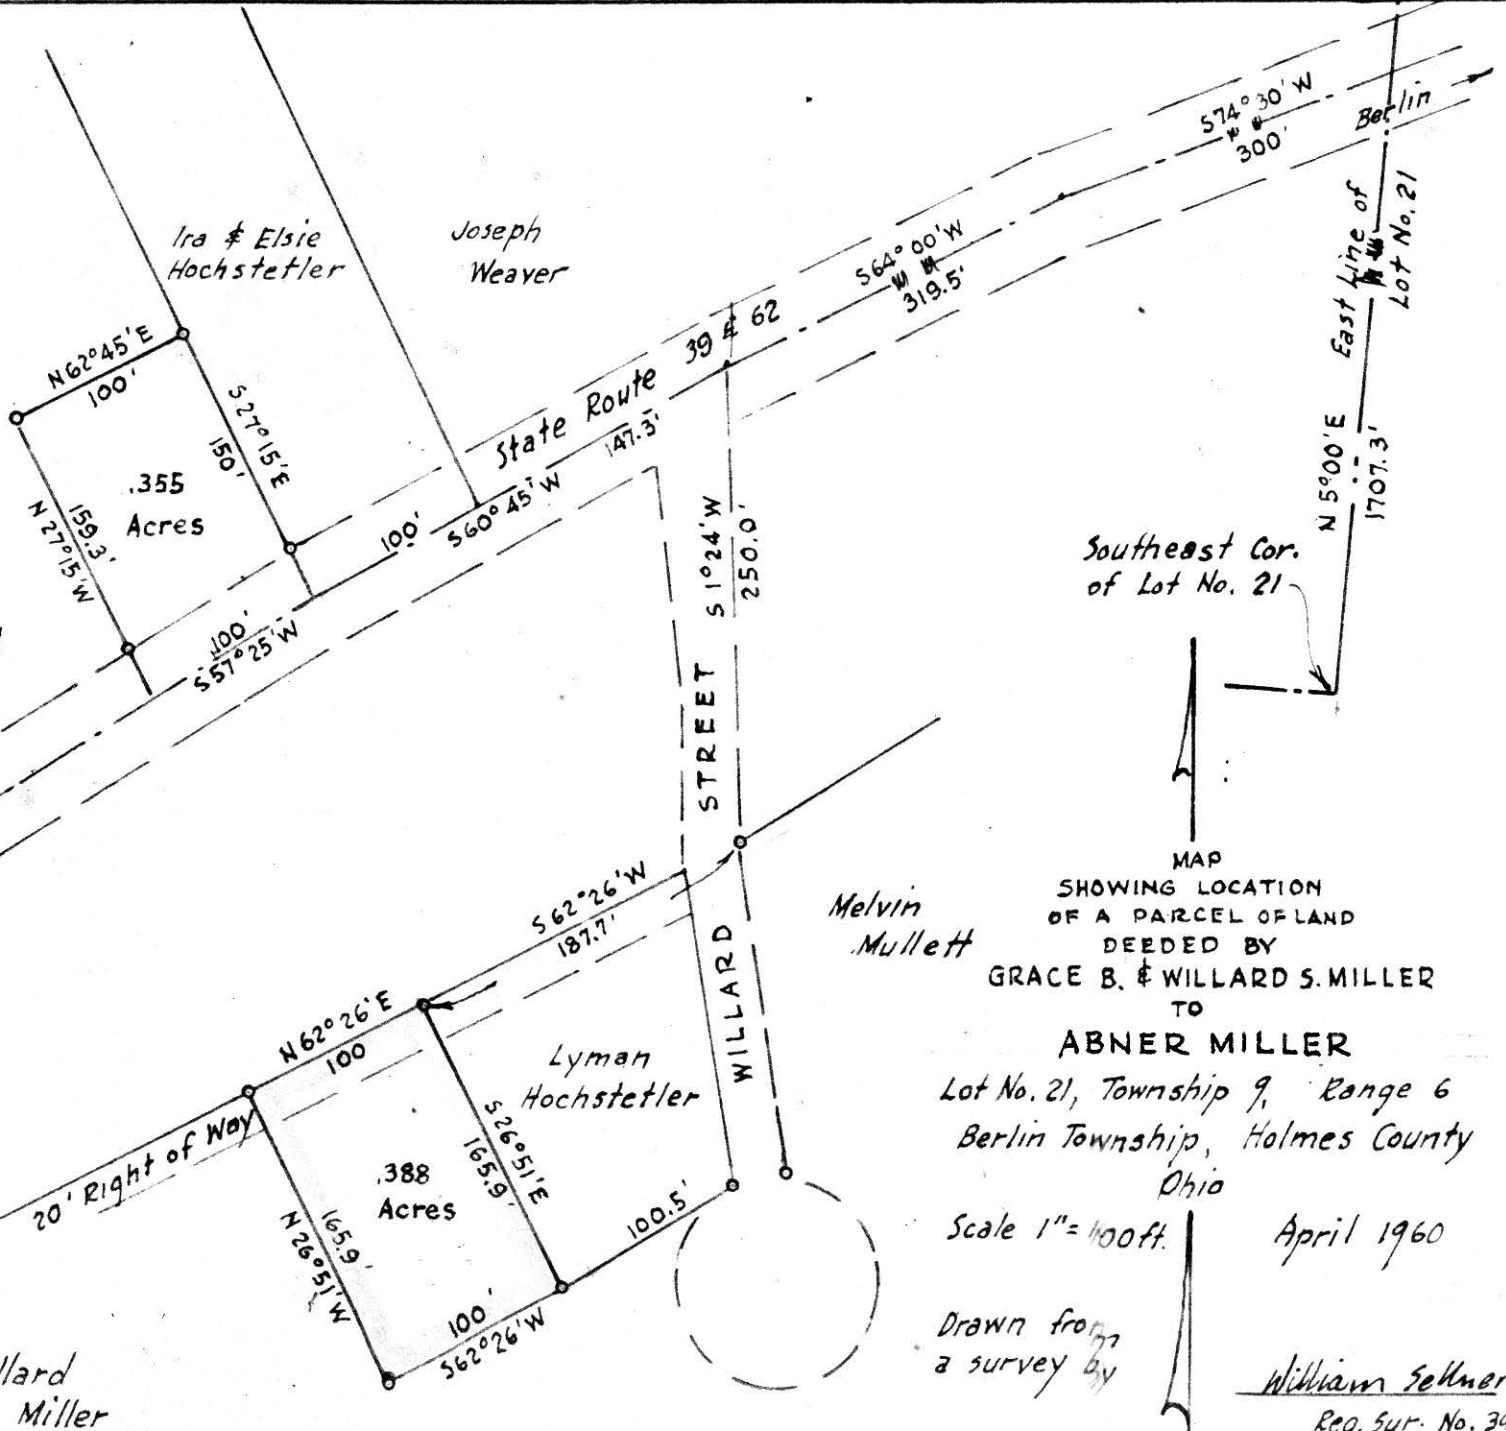 S74°30'W
300'
Berlin
East Line of
Lot No. 21
N 5°00'E
1707.3'
Ira & Elsie
Hochstetler
Joseph
Weaver
S64°00'W
319.5'
State Route 39 & 62
147.3'
S60°45'W
100'
N62°45'E
100'
S27°15'E
150'
.355
Acres
159.3'
N27°15'W
100'
S57°25'W
S1°24'W
250.0'
Southeast Cor.
of Lot No. 21
WILLARD STREET
S62°26'W
187.7'
Melvin
Mullett
MAP
SHOWING LOCATION
OF A PARCEL OF LAND
DEEDED BY
GRACE B. & WILLARD S. MILLER
TO
ABNER MILLER
Lot No. 21, Township 9, Range 6
Berlin Township, Holmes County
Ohio
Scale 1"=100ft.
April 1960
Drawn from
a survey by
William Sellner
Reg. Sur. No. 39
N62°26'E
100
Lyman
Hochstetler
20' Right of Way
S26°51'E
165.9'
.388
Acres
165.9'
N26°51'W
100.5'
100'
S62°26'W
llard
Miller